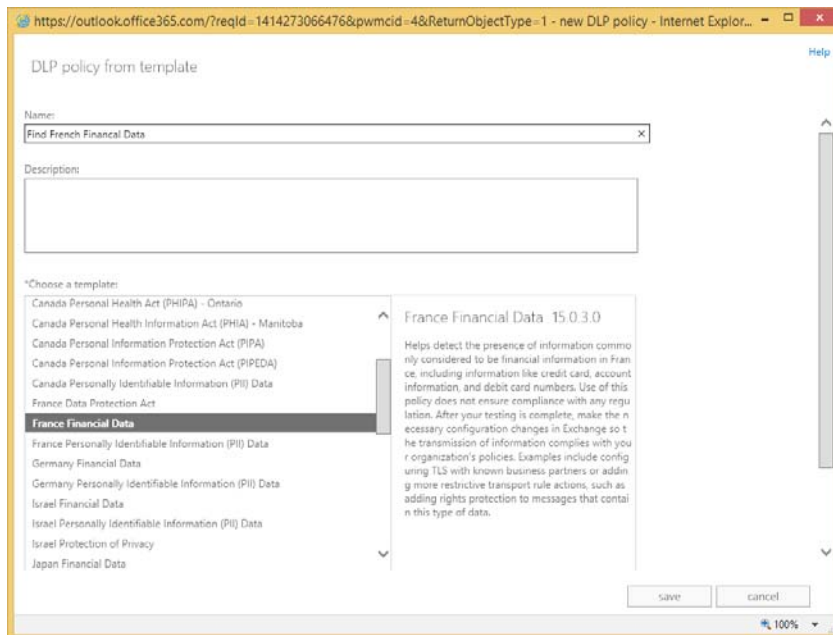 https://outlook.office365.com/?reqId=1414273066476&pwmcid=4&ReturnObjectType=1 - new DLP policy - Internet Explor...
Help
DLP policy from template
Name:
Find French Financal Data
Description:
*Choose a template:
Canada Personal Health Act (PHIPA) - Ontario
Canada Personal Health Information Act (PHIA) - Manitoba
Canada Personal Information Protection Act (PIPA)
Canada Personal Information Protection Act (PIPEDA)
Canada Personally Identifiable Information (PII) Data
France Data Protection Act
France Financial Data
France Personally Identifiable Information (PII) Data
Germany Financial Data
Germany Personally Identifiable Information (PII) Data
Israel Financial Data
Israel Personally Identifiable Information (PII) Data
Israel Protection of Privacy
Japan Financial Data
France Financial Data 15.0.3.0
Helps detect the presence of information commo
nly considered to be financial information in Fran
ce, including information like credit card, account
information, and debit card numbers. Use of this
policy does not ensure compliance with any regu
lation. After your testing is complete, make the n
ecessary configuration changes in Exchange so t
he transmission of information complies with you
r organization's policies. Examples include config
uring TLS with known business partners or addin
g more restrictive transport rule actions, such as
adding rights protection to messages that contai
n this type of data.
save
cancel
100%